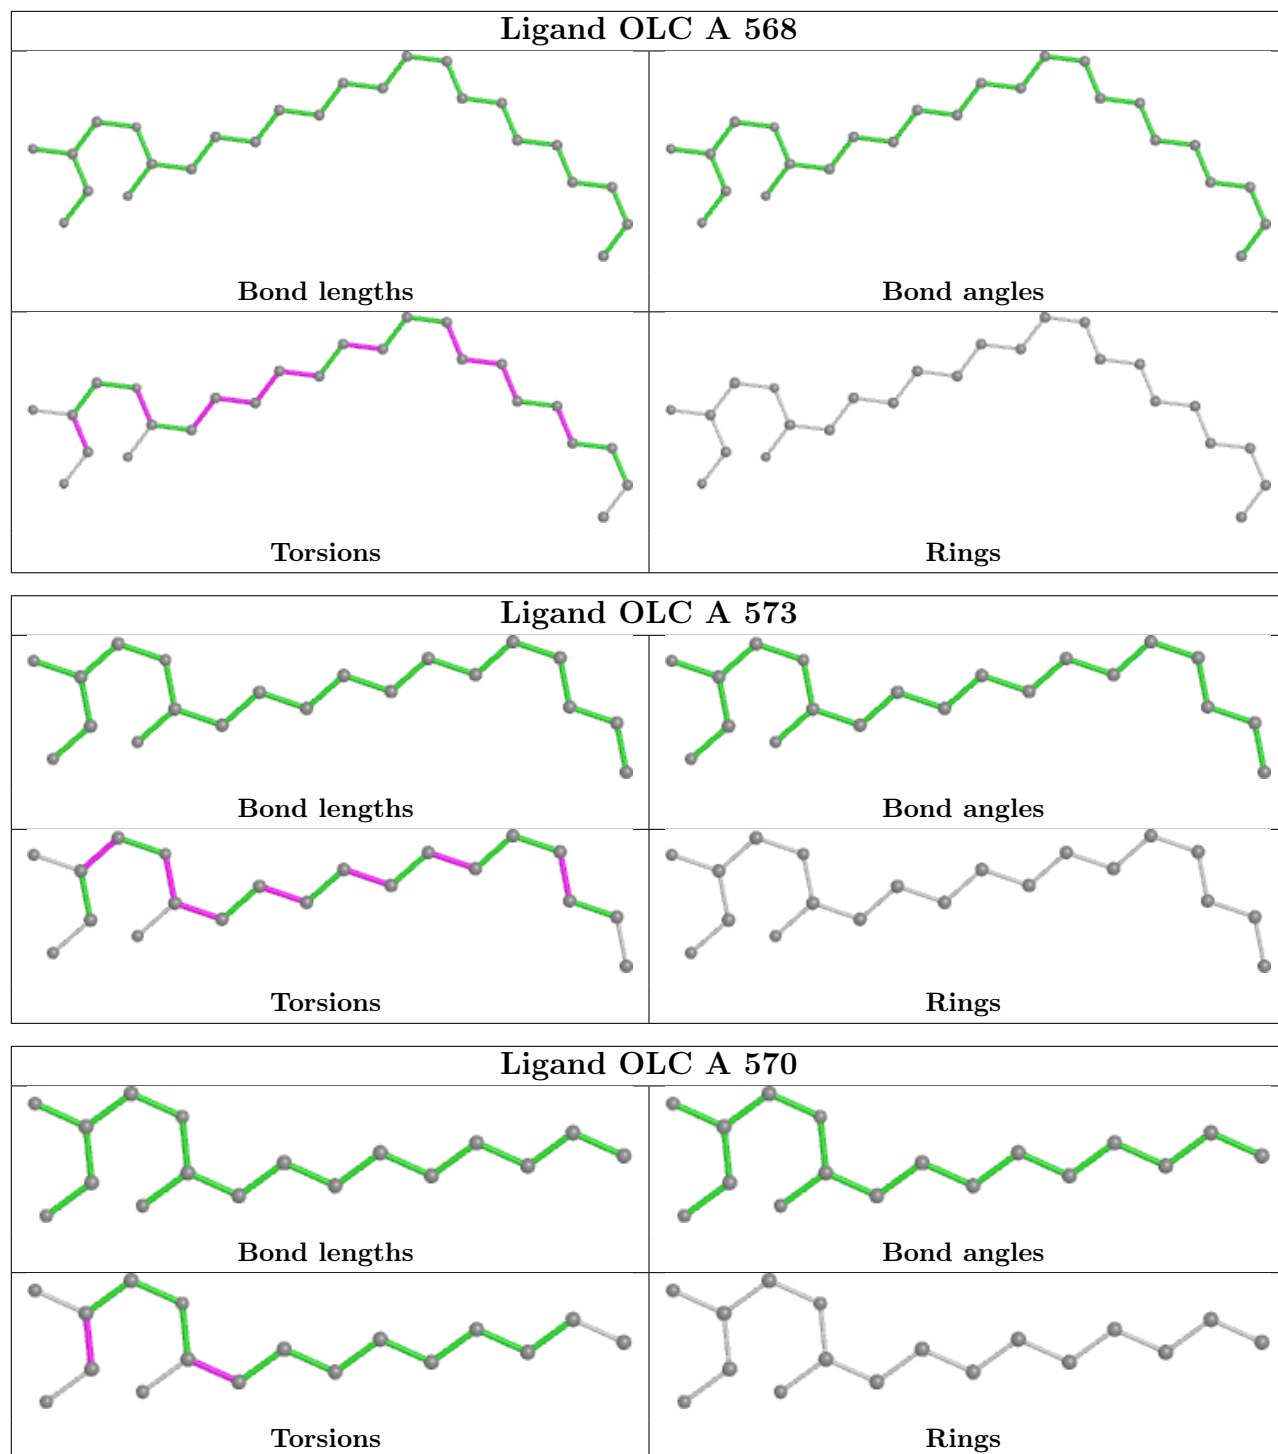 Ligand OLC A 568
Bond lengths
Bond angles
Torsions
Rings
Ligand OLC A 573
Bond lengths
Bond angles
Torsions
Rings
Ligand OLC A 570
Bond lengths
Bond angles
Torsions
Rings